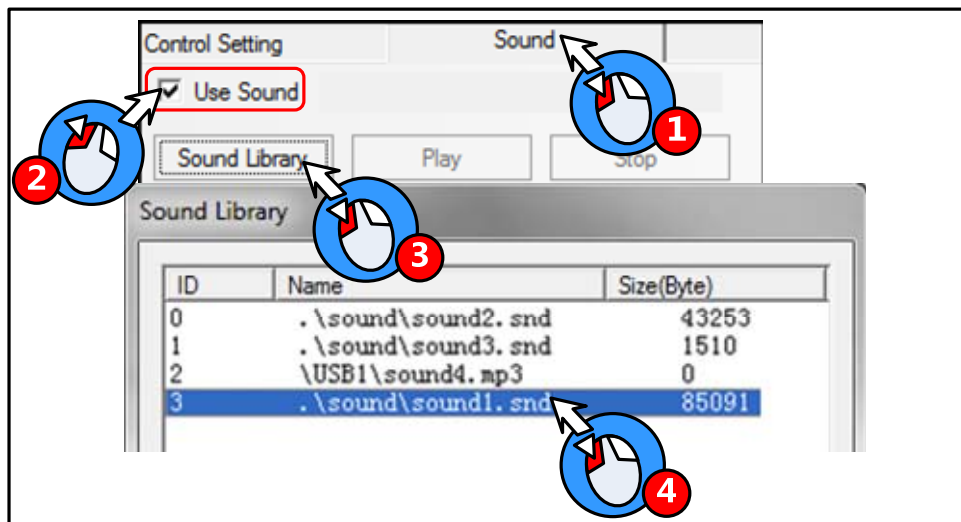 Control Setting Sound
1
Use Sound
2
Sound Library Play Stop
Sound Library
3
ID Name Size(Byte)
0 .\sound\sound2.snd 43253
1 .\sound\sound3.snd 1510
2 \USB1\sound4.mp3 0
3 .\sound\sound1.snd 85091
4